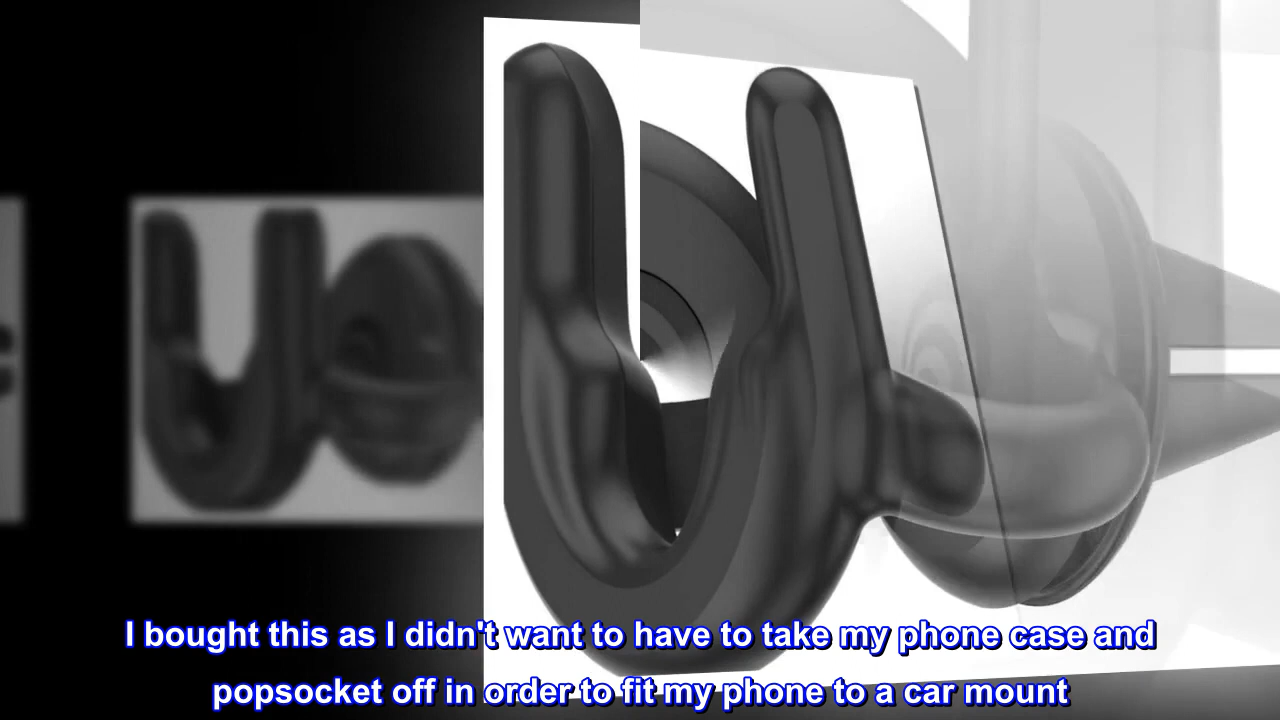 I bought this as I didn't want to have to take my phone case and
popsocket off in order to fit my phone to a car mount